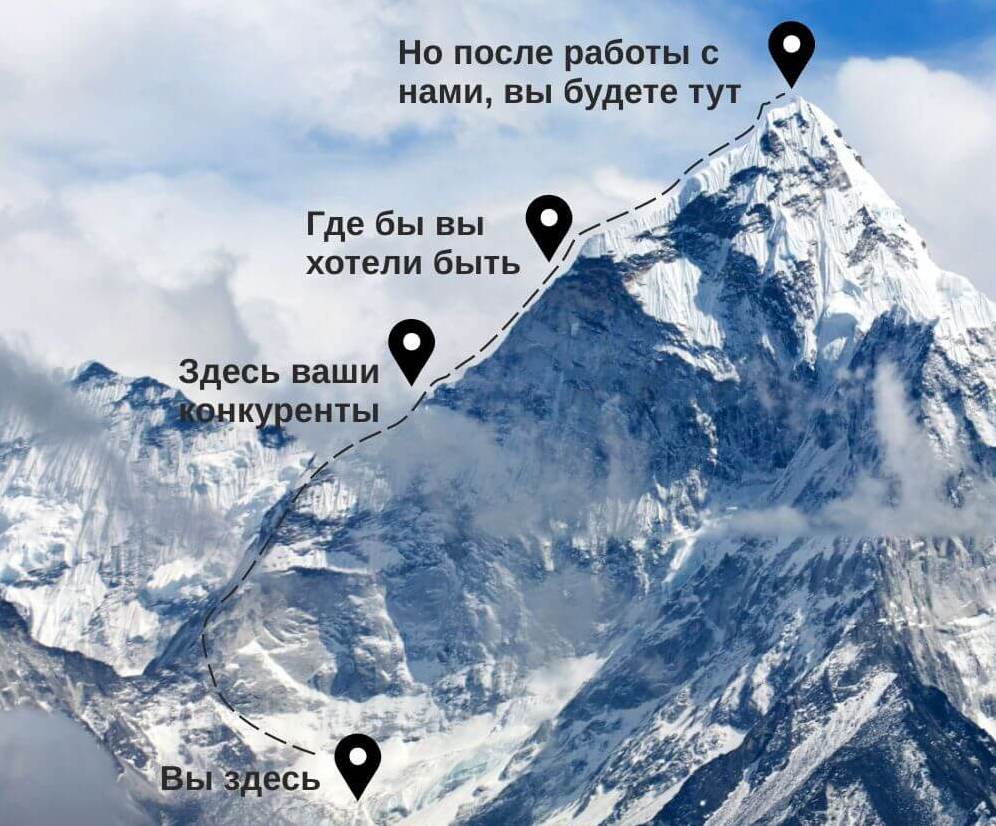 Но после работы с
нами, вы будете тут
Где бы вы
хотели быть
Здесь ваши
конкуренты
Вы здесь